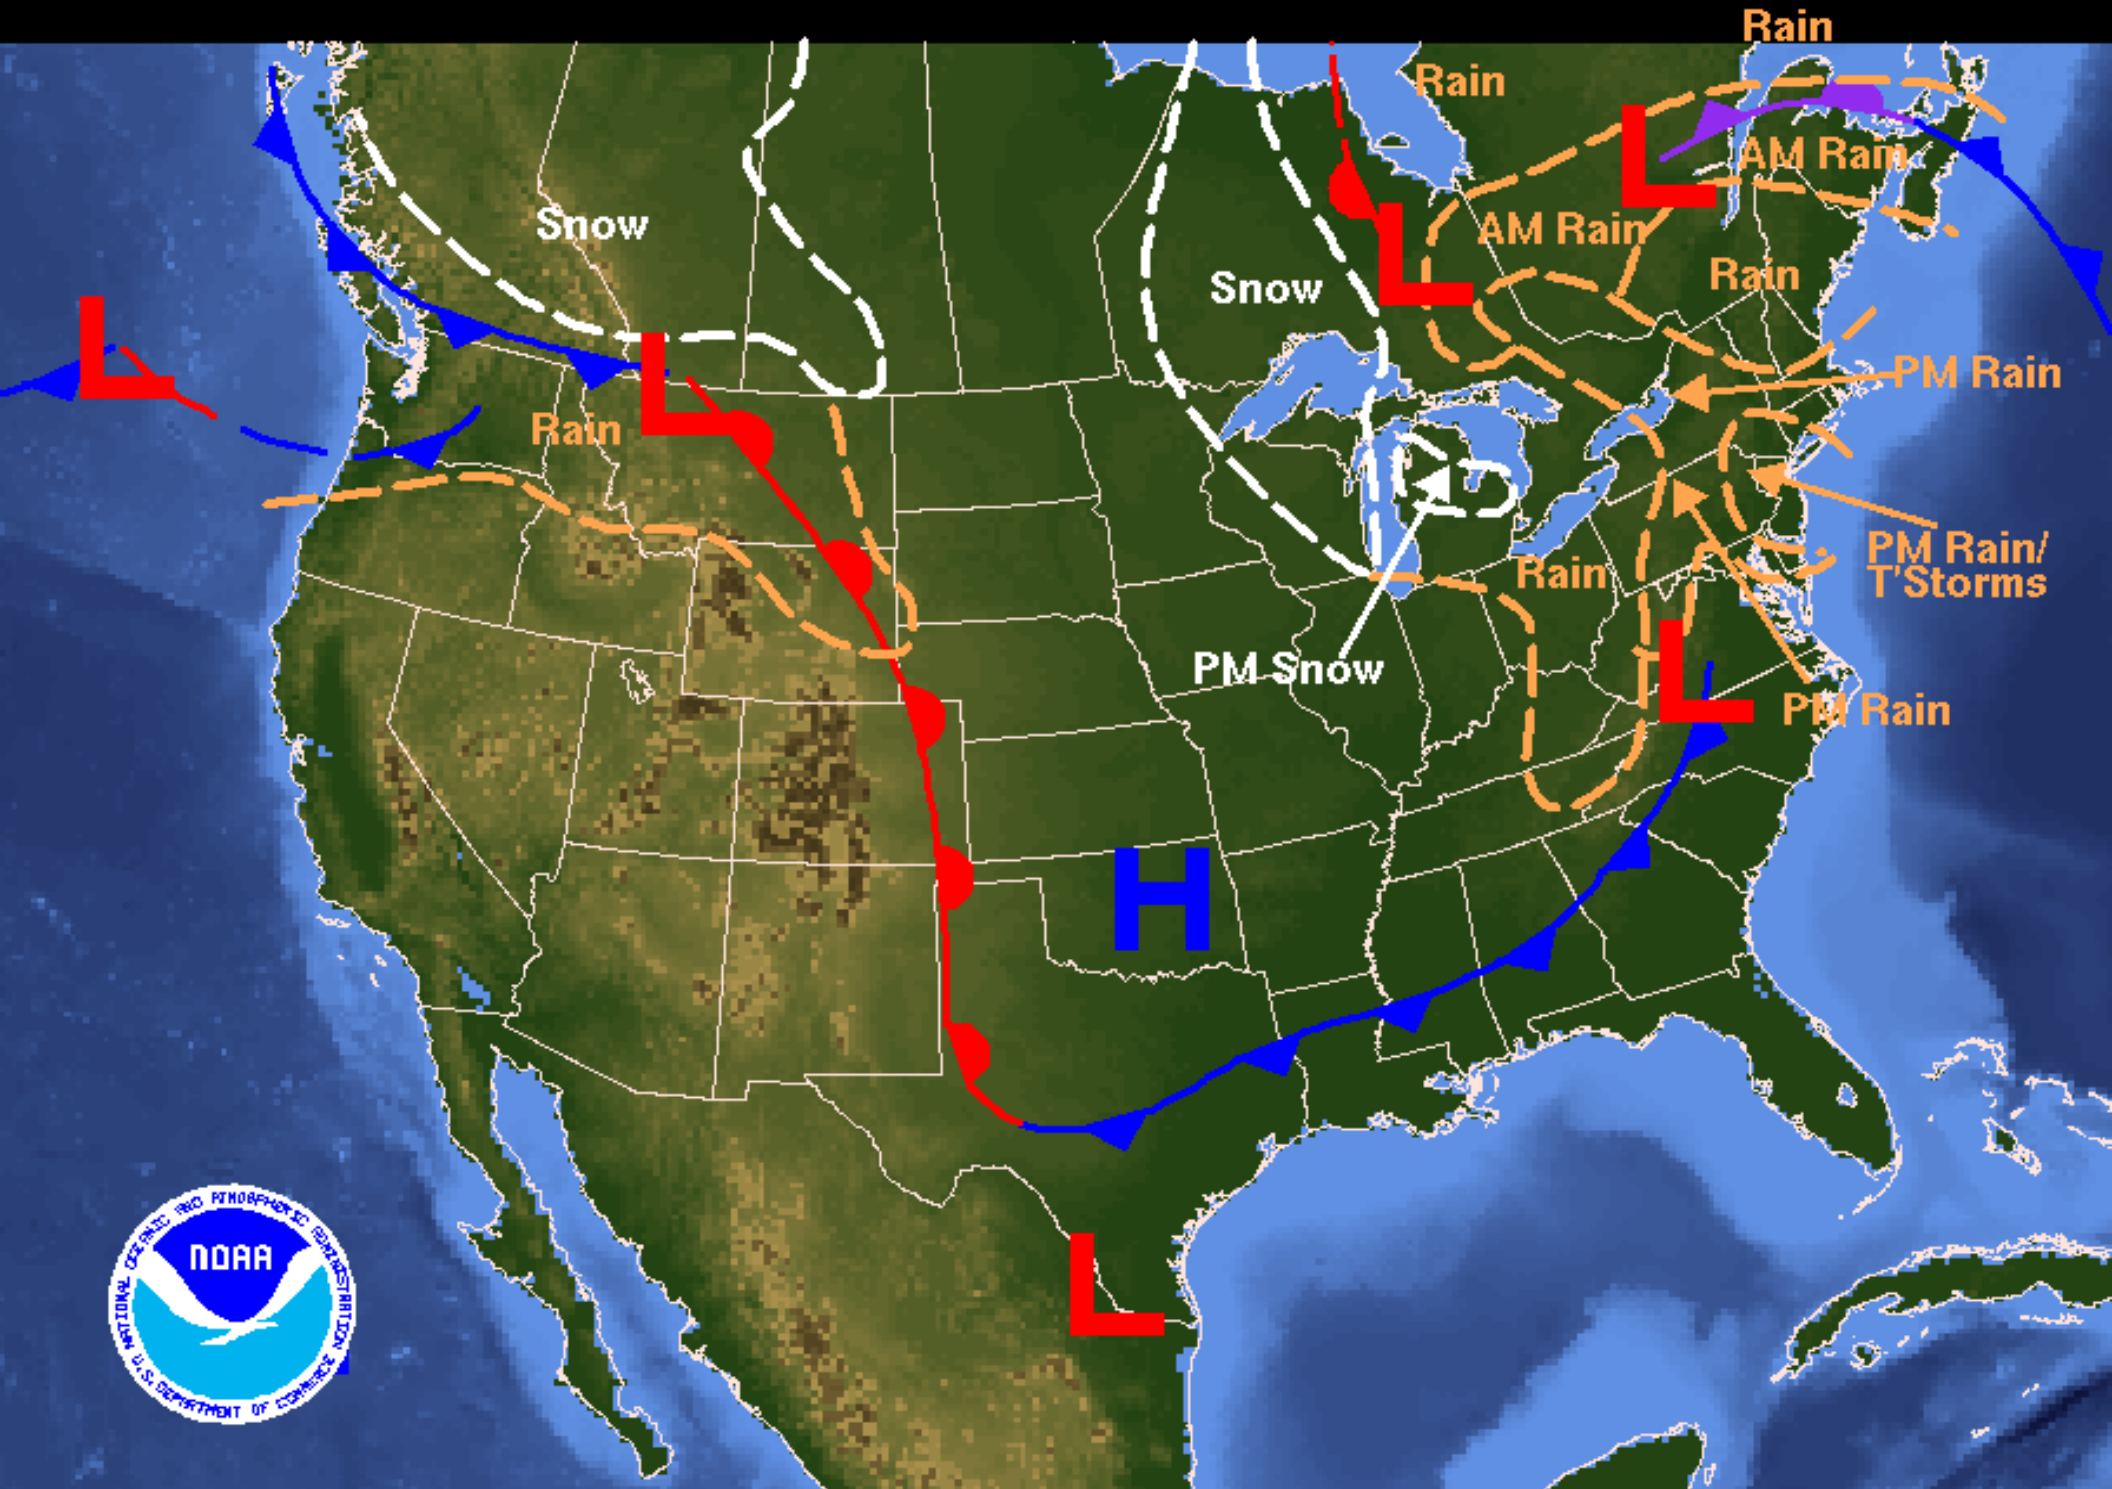 Rain
Rain
AM Rain
Snow
AM Rain
Rain
Snow
L
L
L
PM Rain
L
Rain
PM Rain/
T'Storms
Rain
PM Snow
L
PM Rain
H
L
NATIONAL OCEANIC AND ATMOSPHERIC ADMINISTRATION
NOAA
U.S. DEPARTMENT OF COMMERCE